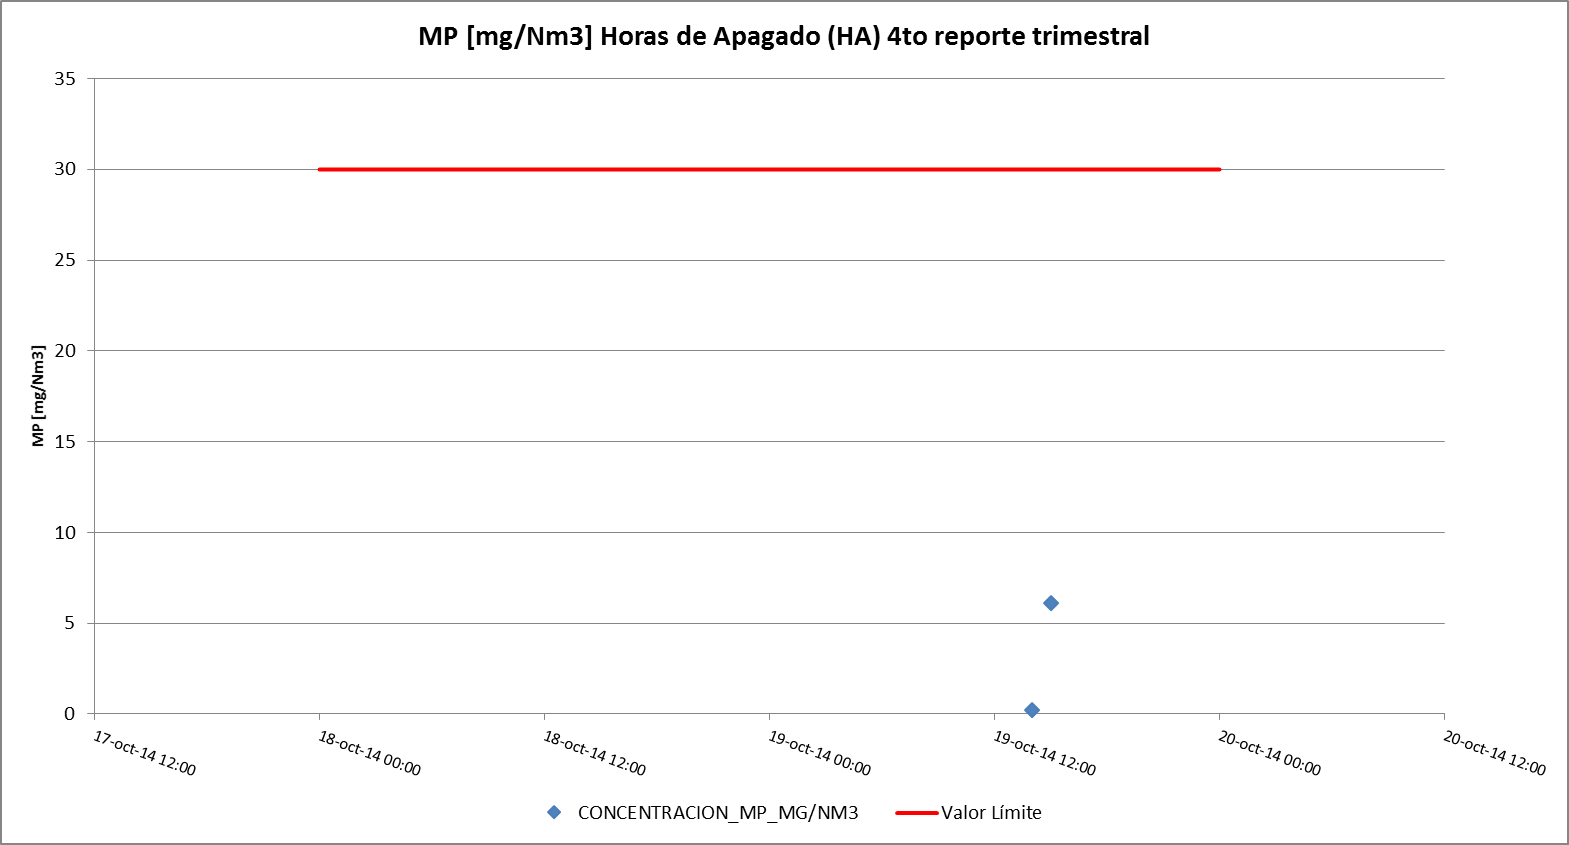 MP [mg/Nm3] Horas de Apagado (HA) 4to reporte trimestral
35
30
25
20
15
10
5
0
MP [mg/Nm3]
17-oct-14 12:00
18-oct-14 00:00
18-oct-14 12:00
19-oct-14 00:00
19-oct-14 12:00
20-oct-14 00:00
20-oct-14 12:00
CONCENTRACION_MP_MG/NM3
Valor Límite